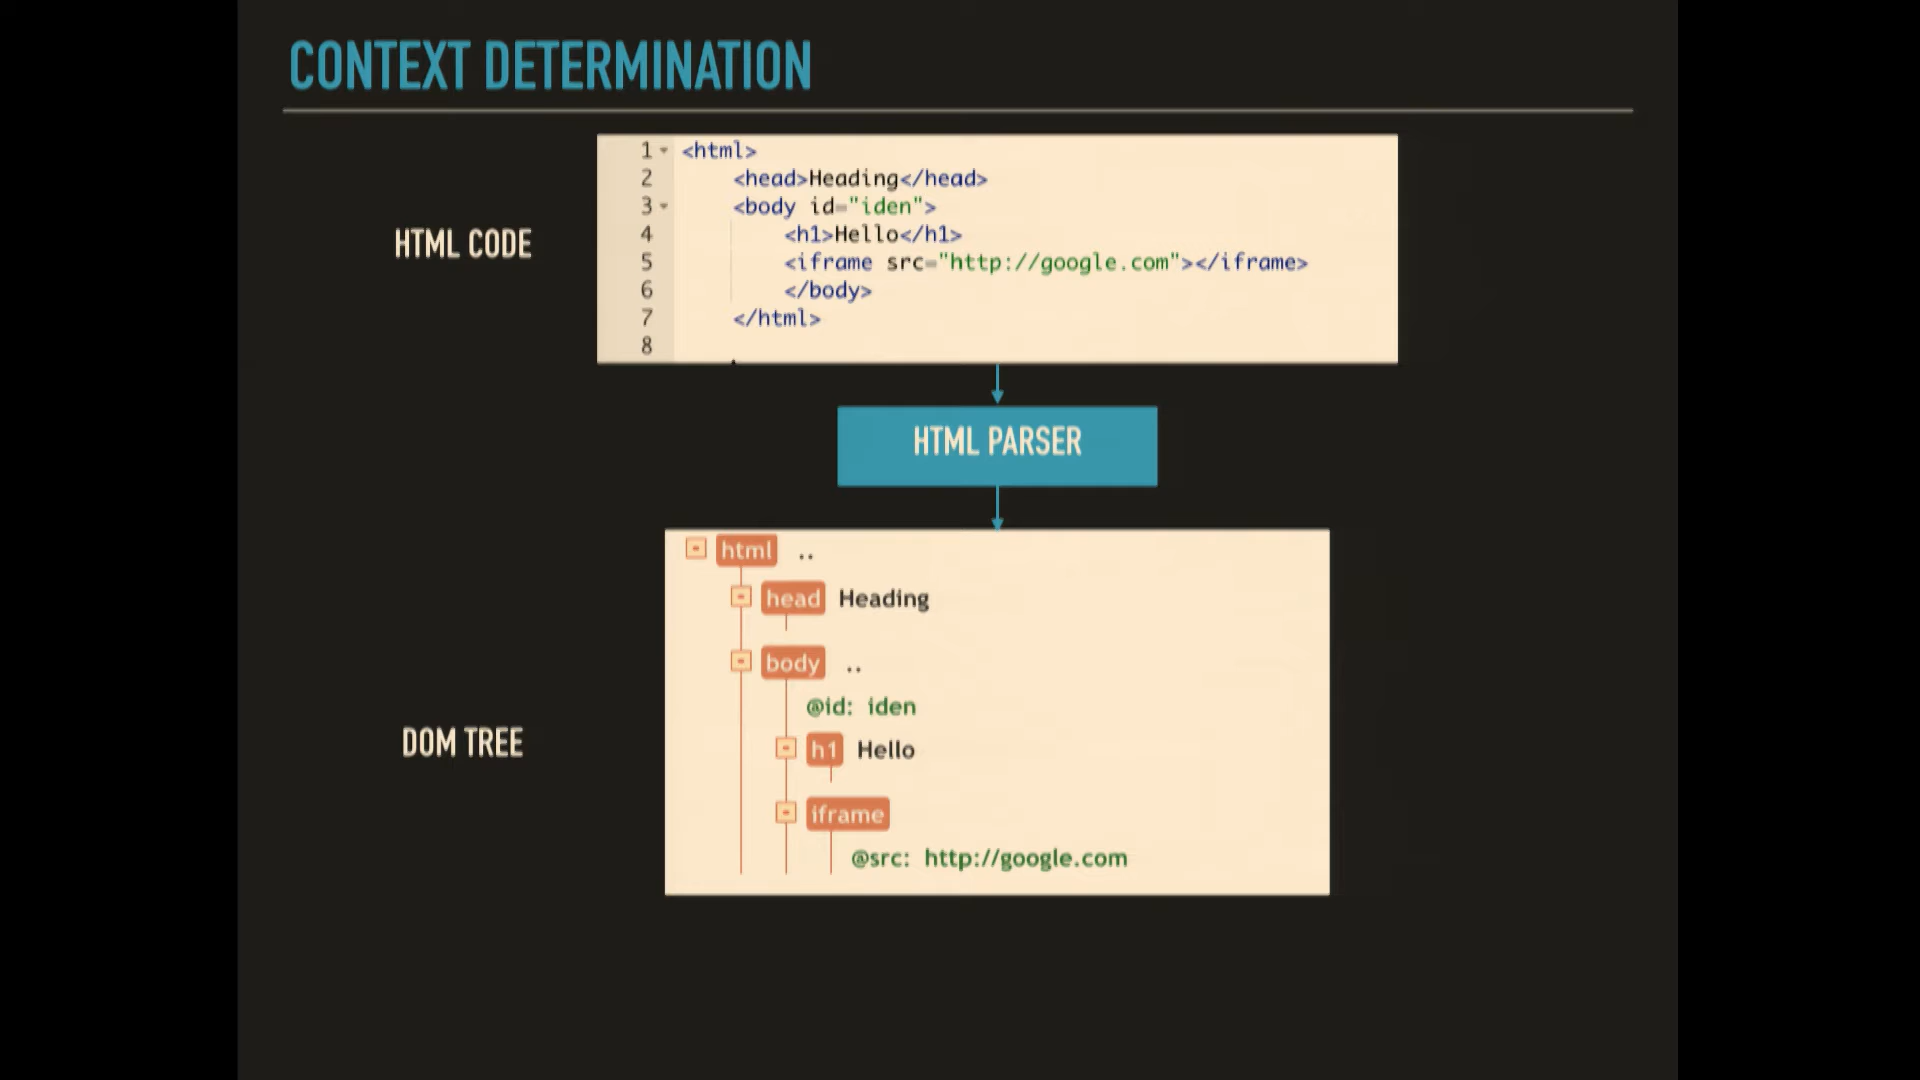 CONTEXT DETERMINATION
HTML CODE
1 <html>
2 <head>Heading</head>
3 <body id="iden">
4 <h1>Hello</h1>
5 <iframe src="http://google.com"></iframe>
6 </body>
7 </html>
8
HTML PARSER
DOM TREE
html ..
head Heading
body ..
@id: iden
h1 Hello
iframe
@src: http://google.com